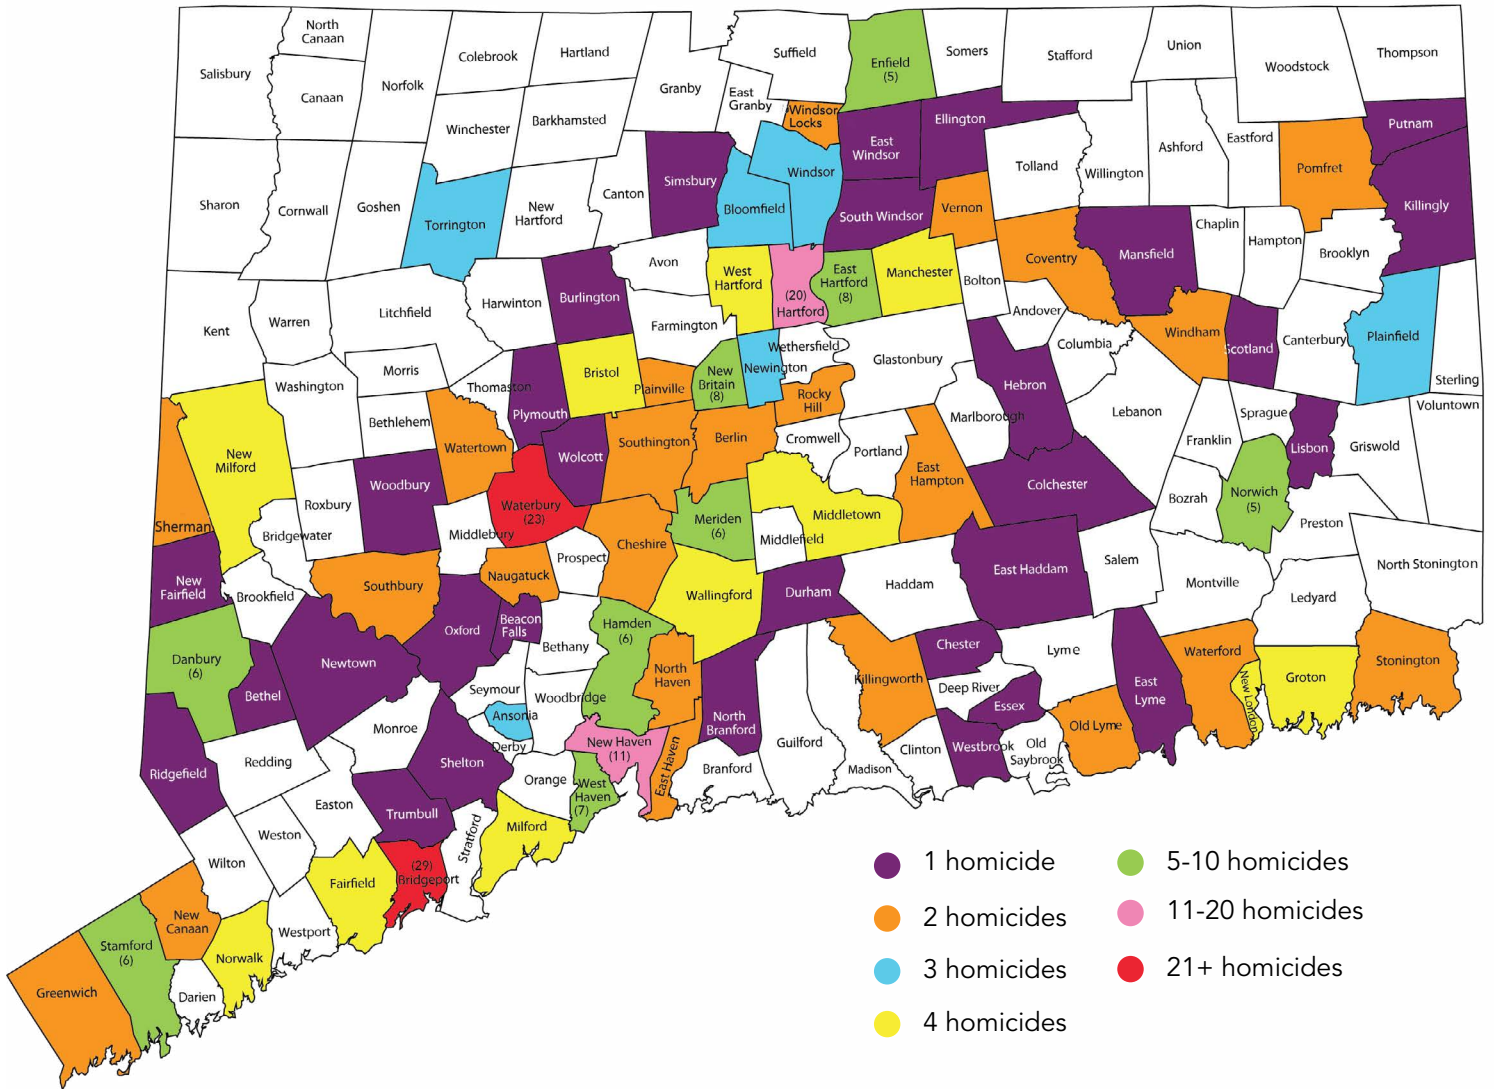 North
Canaan
Colebrook
Hartland
Suffield
Enfield
(5)
Somers
Stafford
Union
Woodstock
Thompson
Salisbury
Canaan
Norfolk
Granby
East
Granby
Windsor
Locks
Winchester
Barkhamsted
East
Windsor
Ellington
Putnam
Tolland
Willington
Ashford
Eastford
Pomfret
Killingly
Sharon
Cornwall
Goshen
Torrington
New
Hartford
Canton
Simsbury
Bloomfield
Windsor
South Windsor
Vernon
Coventry
Mansfield
Chaplin
Hampton
Brooklyn
Kent
Warren
Litchfield
Harwinton
Burlington
Avon
Farmington
West
Hartford
(20)
Hartford
East
Hartford
(8)
Manchester
Bolton
Andover
Columbia
Windham
Scotland
Canterbury
Plainfield
Sterling
Washington
Morris
Bethlehem
Thomaston
Plymouth
Bristol
Plainville
New
Britain
(8)
Newington
Wethersfield
Rocky
Hill
Glastonbury
Hebron
Marlborough
Lebanon
Franklin
Sprague
Lisbon
Griswold
Voluntown
New
Milford
Watertown
Wolcott
Southington
Berlin
Cromwell
Portland
East
Hampton
Colchester
Bozrah
Norwich
(5)
Preston
Sherman
Roxbury
Bridgewater
Woodbury
Waterbury
(23)
Middlebury
Cheshire
Meriden
(6)
Middletown
Middlefield
New
Fairfield
Brookfield
Southbury
Naugatuck
Prospect
Wallingford
Durham
Haddam
East Haddam
Salem
Montville
Ledyard
North Stonington
Danbury
(6)
Bethel
Newtown
Oxford
Beacon
Falls
Bethany
Hamden
(6)
North
Haven
Killingworth
Chester
Deep River
Essex
Lyme
East
Lyme
Waterford
New London
Groton
Stonington
Seymour
Woodbridge
Ansonia
Derby
North
Branford
Guilford
Madison
Clinton
Westbrook
Old
Saybrook
Old Lyme
Ridgefield
Redding
Monroe
Shelton
Orange
New Haven
(11)
West
Haven
(7)
East Haven
Branford
Easton
Trumbull
Stratford
Milford
Weston
Wilton
Fairfield
(29)
Bridgeport
Westport
Norwalk
New
Canaan
Stamford
(6)
Darien
Greenwich
1 homicide
2 homicides
3 homicides
4 homicides
5-10 homicides
11-20 homicides
21+ homicides